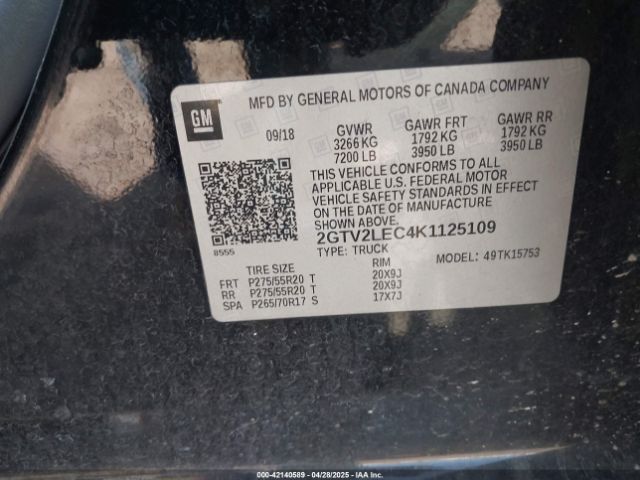 GM
MFD BY GENERAL MOTORS OF CANADA COMPANY
09/18 GVWR GAWR FRT GAWR RR
3266 KG 1792 KG 1792 KG
7200 LB 3950 LB 3950 LB
THIS VEHICLE CONFORMS TO ALL
APPLICABLE U.S. FEDERAL MOTOR
VEHICLE SAFETY STANDARDS IN EFFECT
ON THE DATE OF MANUFACTURE
SHOWN ABOVE.
2GTV2LEC4K1125109
8555 TYPE: TRUCK MODEL: 49TK15753
TIRE SIZE RIM
FRT P275/55R20 T 20X9J
RR P275/55R20 T 20X9J
SPA P265/70R17 S 17X7J
000-42140589 04/28/2025 IAAI.COM